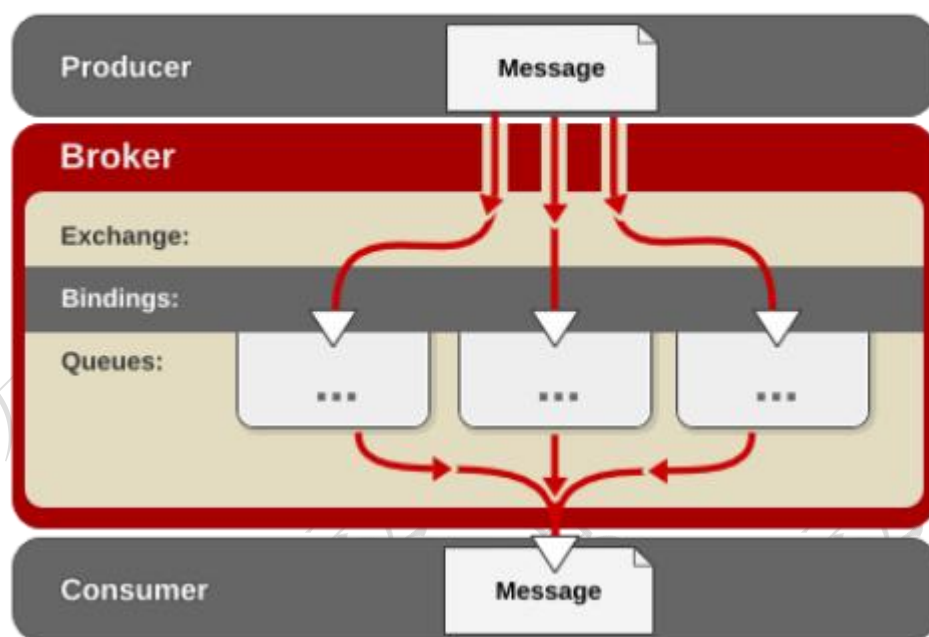 Producer
Message
Broker
Exchange:
Bindings:
Queues:
... ... ...
Consumer
Message